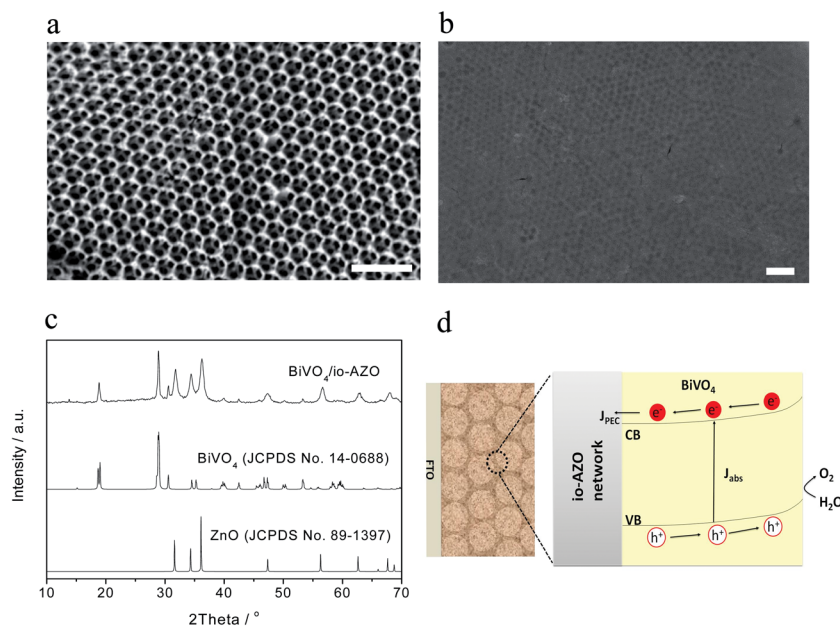 a
b
c
BiVO4/io-AZO
BiVO4 (JCPDS No. 14-0688)
ZnO (JCPDS No. 89-1397)
Intensity / a.u.
10 20 30 40 50 60 70
2Theta / °
d
FTO
io-AZO
network
BiVO4
e- e- e-
JPEC
CB
Jabs
VB
h+ h+ h+
O2
H2O